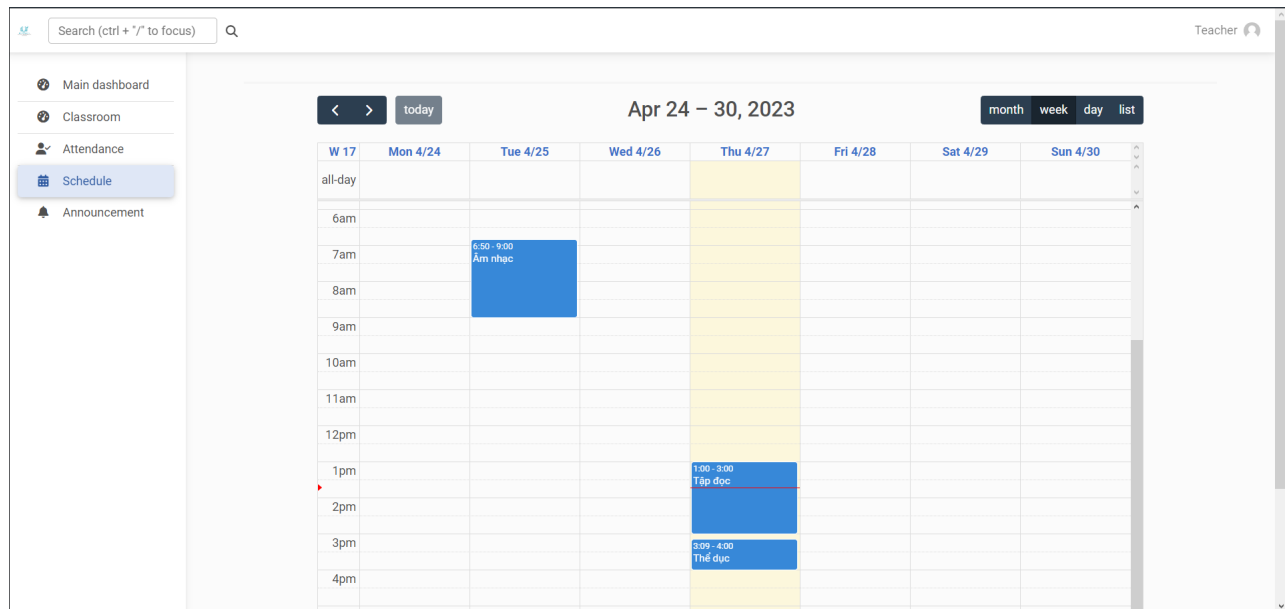 Search (ctrl + "/" to focus)
Teacher
Main dashboard
Classroom
Attendance
Schedule
Announcement
today
Apr 24 – 30, 2023
month week day list
W 17 Mon 4/24 Tue 4/25 Wed 4/26 Thu 4/27 Fri 4/28 Sat 4/29 Sun 4/30
all-day
6am
7am
8am
9am
10am
11am
12pm
1pm
2pm
3pm
4pm
6:50 - 9:00
Âm nhạc
1:00 - 3:00
Tập đọc
3:09 - 4:00
Thể dục